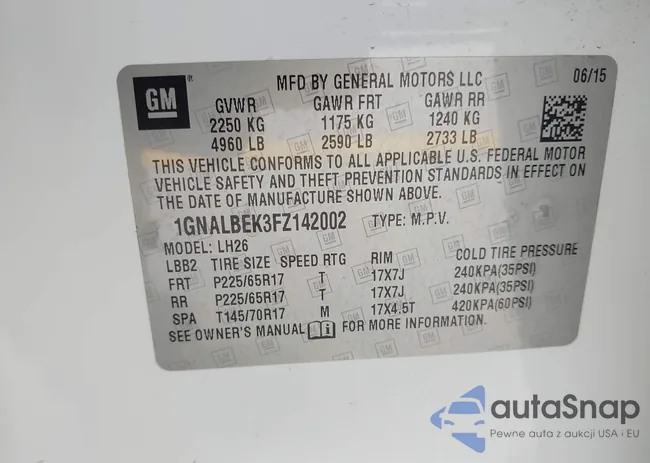 GM
MFD BY GENERAL MOTORS LLC 06/15
GVWR GAWR FRT GAWR RR
2250 KG 1175 KG 1240 KG
4960 LB 2590 LB 2733 LB
THIS VEHICLE CONFORMS TO ALL APPLICABLE U.S. FEDERAL MOTOR
VEHICLE SAFETY AND THEFT PREVENTION STANDARDS IN EFFECT ON
THE DATE OF MANUFACTURE SHOWN ABOVE.
1GNALBEK3FZ142002 TYPE: M.P.V.
MODEL: LH26
LBB2 TIRE SIZE SPEED RTG RIM COLD TIRE PRESSURE
FRT P225/65R17 T 17X7J 240KPA(35PSI)
RR P225/65R17 T 17X7J 240KPA(35PSI)
SPA T145/70R17 M 17X4.5T 420KPA(60PSI)
SEE OWNER'S MANUAL FOR MORE INFORMATION.
autaSnap
Pewne auta z aukcji USA i EU